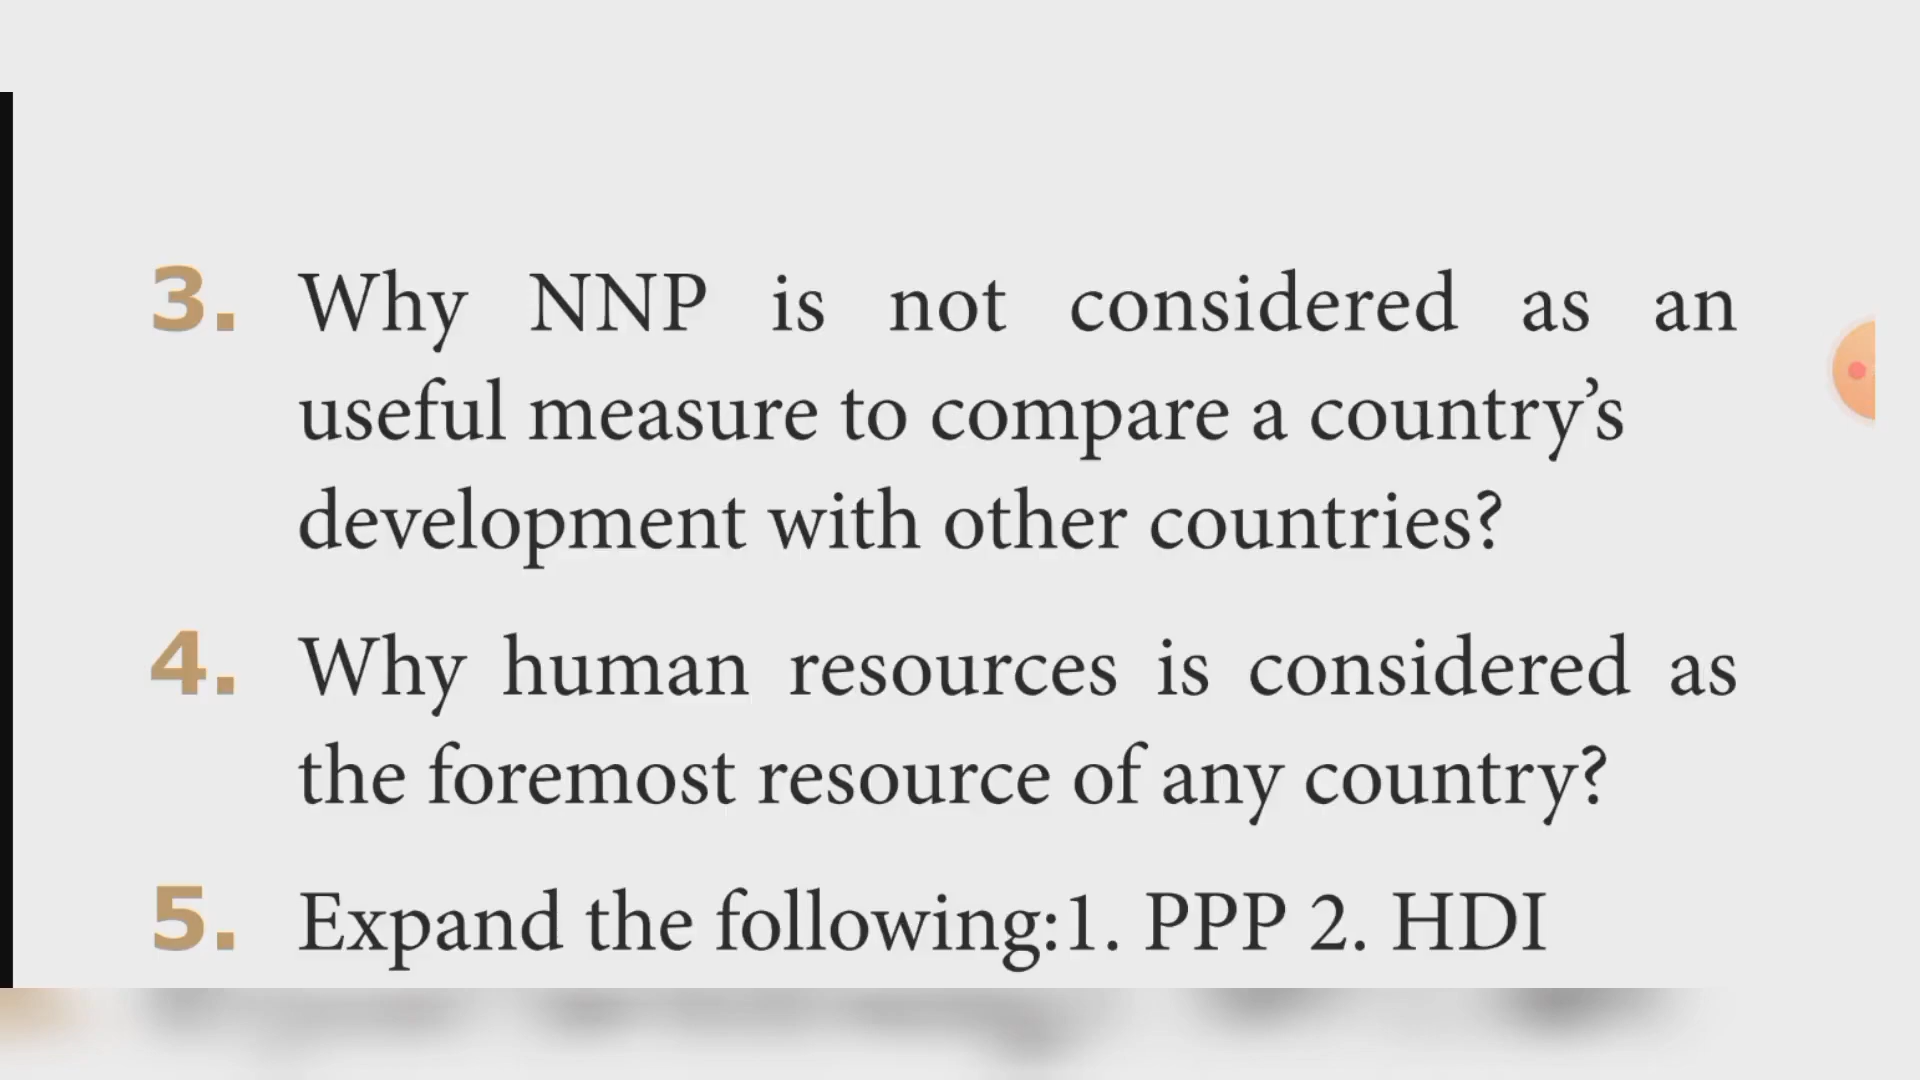 3. Why NNP is not considered as an
useful measure to compare a country’s
development with other countries?
4. Why human resources is considered as
the foremost resource of any country?
5. Expand the following:1. PPP 2. HDI